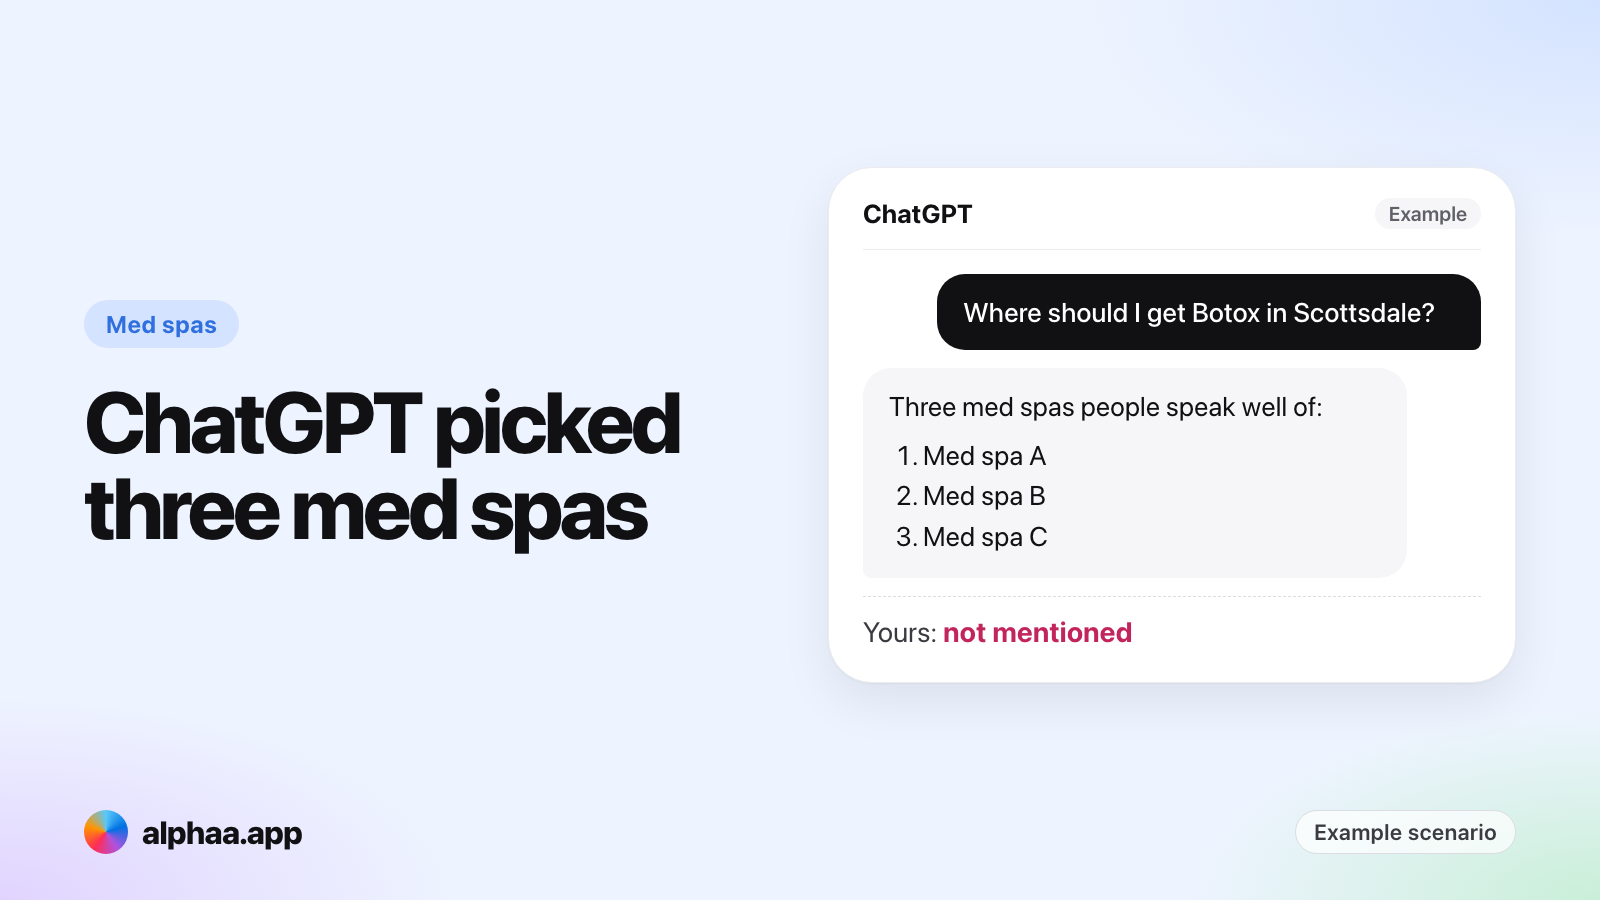 Med spas
ChatGPT picked
three med spas
ChatGPT
Example
Where should I get Botox in Scottsdale?
Three med spas people speak well of:
1. Med spa A
2. Med spa B
3. Med spa C
Yours: not mentioned
alphaa.app
Example scenario